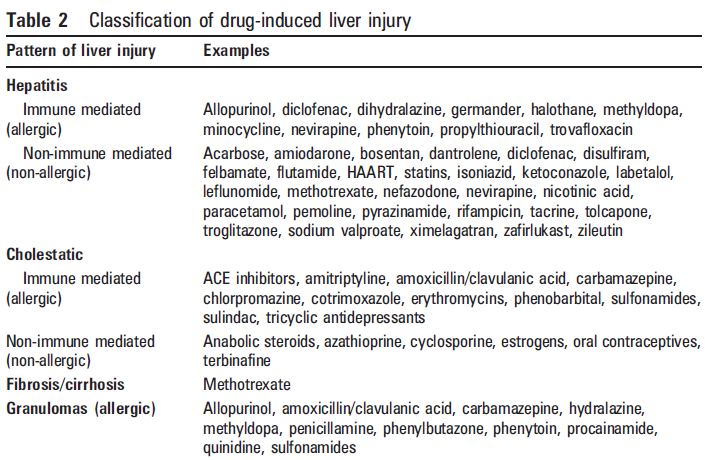 Table 2 Classification of drug-induced liver injury
Pattern of liver injury Examples
Hepatitis
Immune mediated Allopurinol, diclofenac, dihydralazine, germander, halothane, methyldopa,
(allergic) minocycline, nevirapine, phenytoin, propylthiouracil, trovafloxacin
Non-immune mediated Acarbose, amiodarone, bosentan, dantrolene, diclofenac, disulfiram,
(non-allergic) felbamate, flutamide, HAART, statins, isoniazid, ketoconazole, labetalol,
leflunomide, methotrexate, nefazodone, nevirapine, nicotinic acid,
paracetamol, pemoline, pyrazinamide, rifampicin, tacrine, tolcapone,
troglitazone, sodium valproate, ximelagatran, zafirlukast, zileutin
Cholestatic
Immune mediated ACE inhibitors, amitriptyline, amoxicillin/clavulanic acid, carbamazepine,
(allergic) chlorpromazine, cotrimoxazole, erythromycins, phenobarbital, sulfonamides,
sulindac, tricyclic antidepressants
Non-immune mediated Anabolic steroids, azathioprine, cyclosporine, estrogens, oral contraceptives,
(non-allergic) terbinafine
Fibrosis/cirrhosis Methotrexate
Granulomas (allergic) Allopurinol, amoxicillin/clavulanic acid, carbamazepine, hydralazine,
methyldopa, penicillamine, phenylbutazone, phenytoin, procainamide,
quinidine, sulfonamides